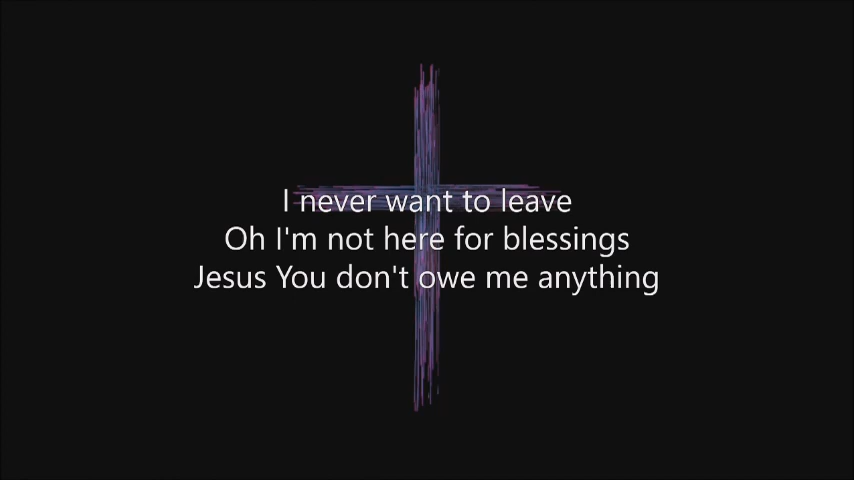 I never want to leave
Oh I'm not here for blessings
Jesus You don't owe me anything